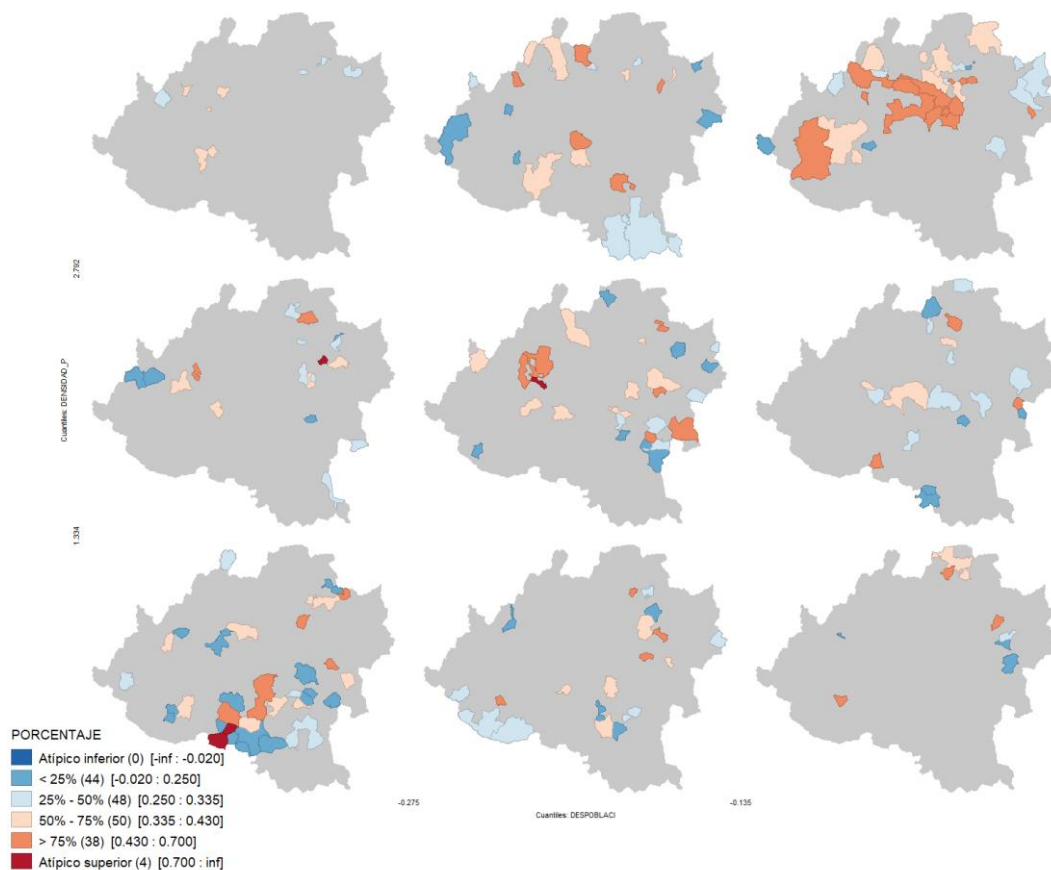 2.792
Cuantiles: DENSIDAD_P
1.334
PORCENTAJE
Atípico inferior (0) [-inf : -0.020]
< 25% (44) [-0.020 : 0.250]
25% - 50% (48) [0.250 : 0.335]
50% - 75% (50) [0.335 : 0.430]
> 75% (38) [0.430 : 0.700]
Atípico superior (4) [0.700 : inf]
-0.275
-0.135
Cuantiles: DESPOBLACI